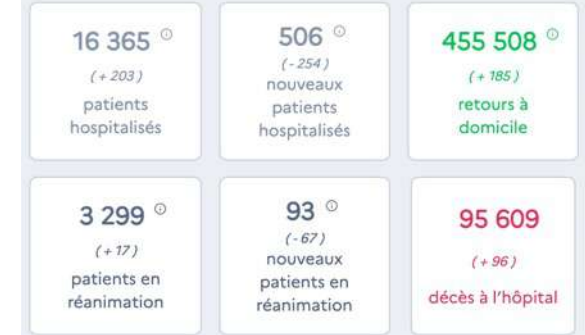 16 365
(+ 203)
patients
hospitalisés
506
(- 254)
nouveaux
patients
hospitalisés
455 508
(+ 185)
retours à
domicile
3 299
(+ 17)
patients en
réanimation
93
(- 67)
nouveaux
patients en
réanimation
95 609
(+ 96)
décès à l'hôpital